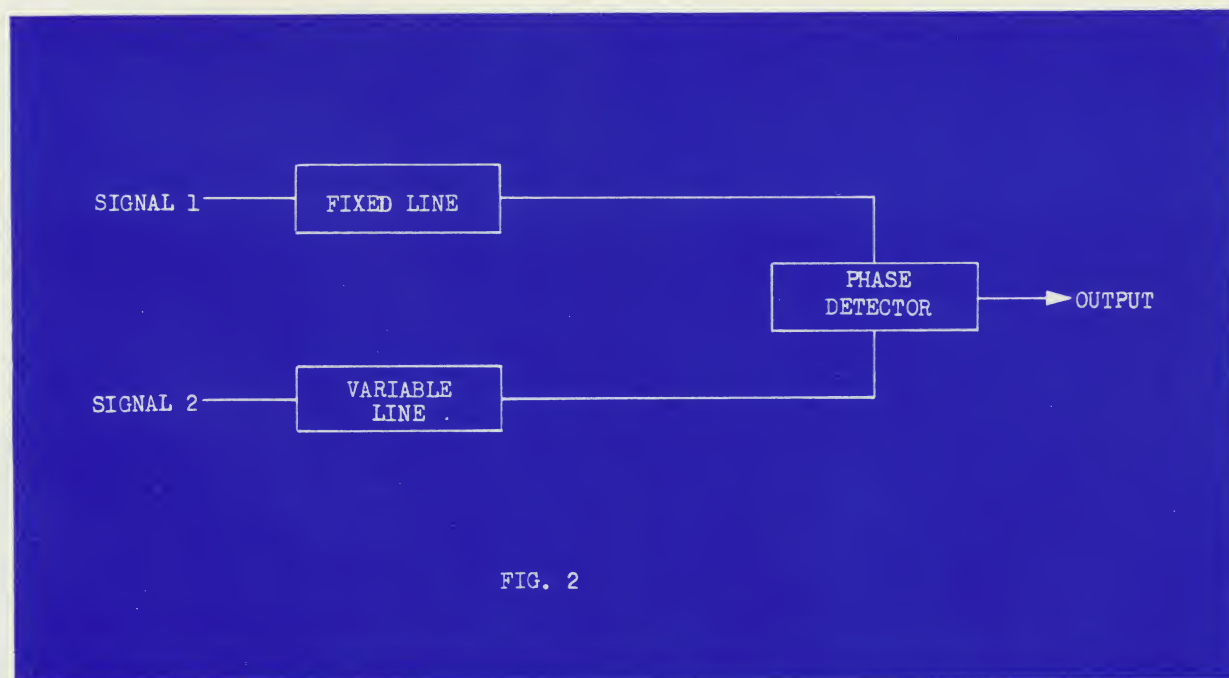 SIGNAL 1
FIXED LINE
PHASE
DETECTOR
OUTPUT
SIGNAL 2
VARIABLE
LINE
FIG. 2